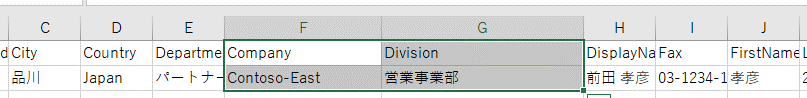 C D E F G H I J
d City Country Departme Company Division DisplayNa Fax FirstName L
品川 Japan パートナー Contoso-East 営業事業部 前田 孝彦 03-1234-1 孝彦 2